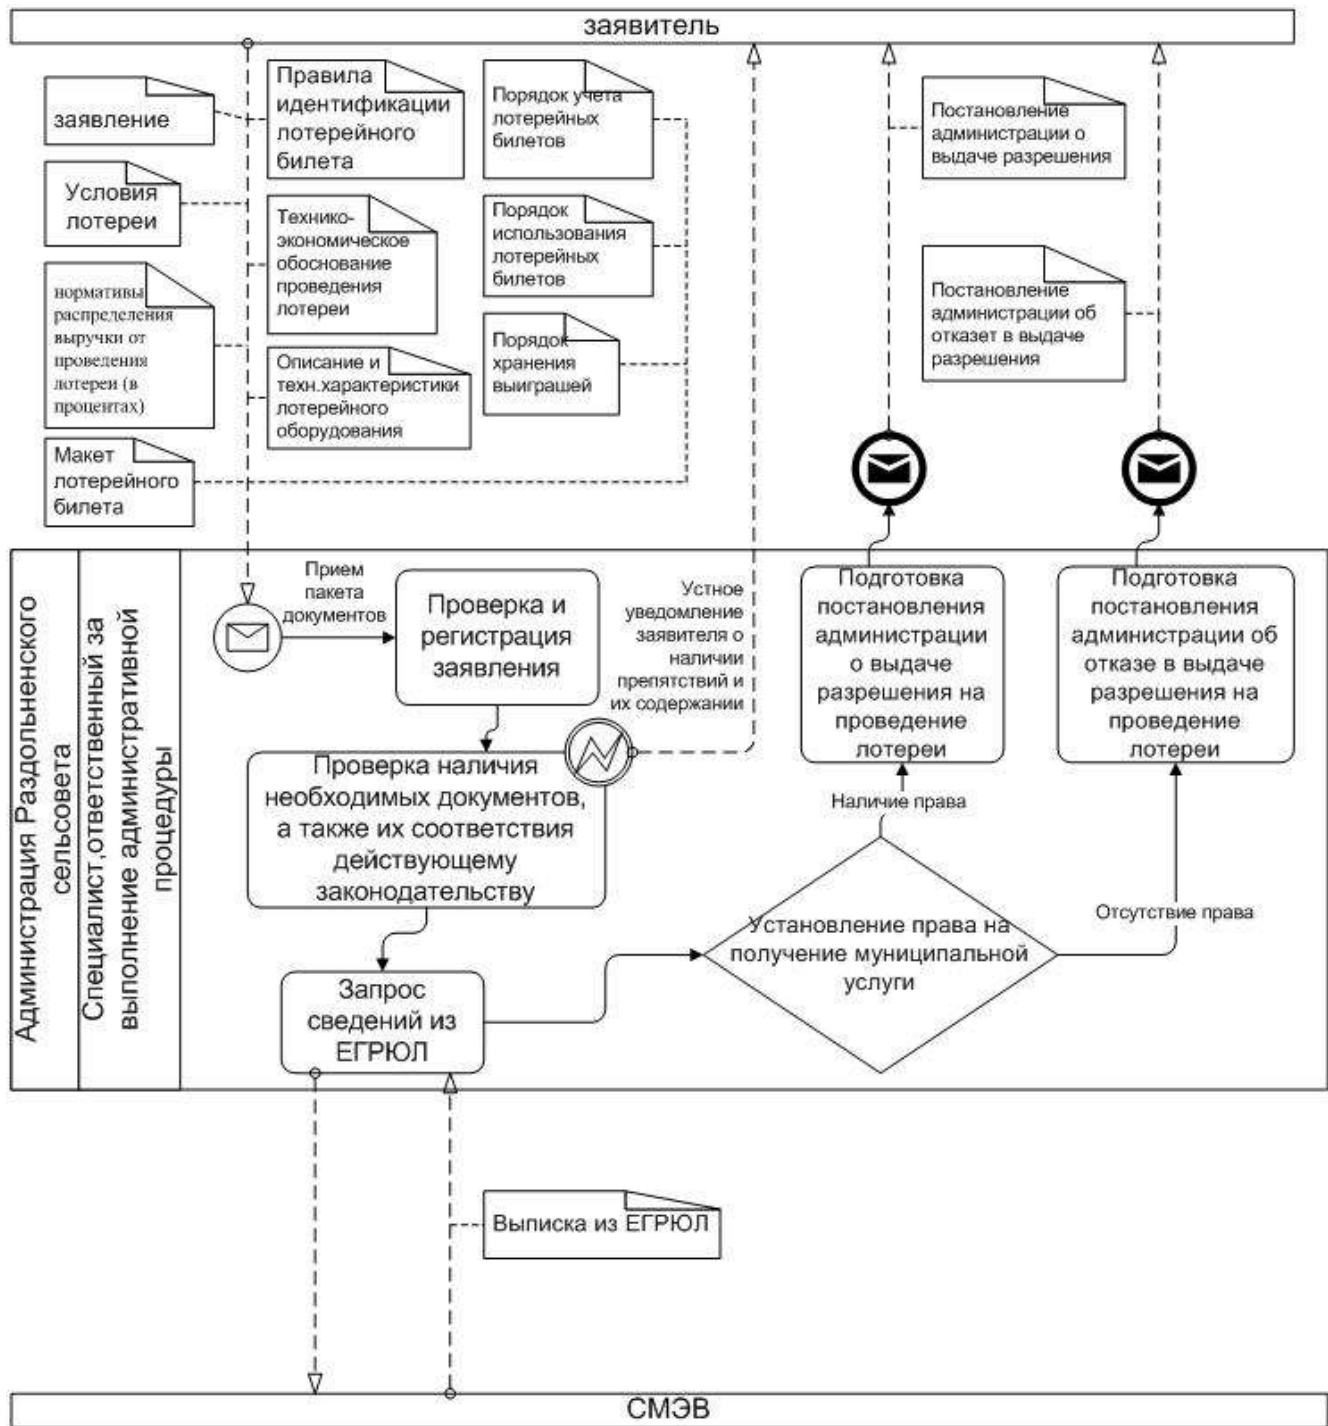 заявитель
заявление
Правила
идентификации
лотерейного
билета
Порядок учета
лотерейных
билетов
Постановление
администрации о
выдаче разрешения
Условия
лотереи
Технико-
экономическое
обоснование
проведения
лотереи
Порядок
использования
лотерейных
билетов
Постановление
администрации об
отказет в выдаче
разрешения
нормативы
распределения
выручки от
проведения
лотереи (в
процентах)
Описание и
техн.характеристики
лотерейного
оборудования
Порядок
хранения
выиграшей
Макет
лотерейного
билета
Администрация Раздольненского
сельсовета
Специалист,ответственный за
выполнение административной
процедуры
Прием
пакета
документов
Проверка и
регистрация
заявления
Устное
уведомление
заявителя о
наличии
препятствий и
их содержании
Подготовка
постановления
администрации
о выдаче
разрешения на
проведение
лотереи
Подготовка
постановления
администрации об
отказе в выдаче
разрешения на
проведение
лотереи
Проверка наличия
необходимых документов,
а также их соответствия
действующему
законодательству
Наличие права
Установление права на
получение муниципальной
услуги
Отсутствие права
Запрос
сведений из
ЕГРЮЛ
Выписка из ЕГРЮЛ
СМЭВ